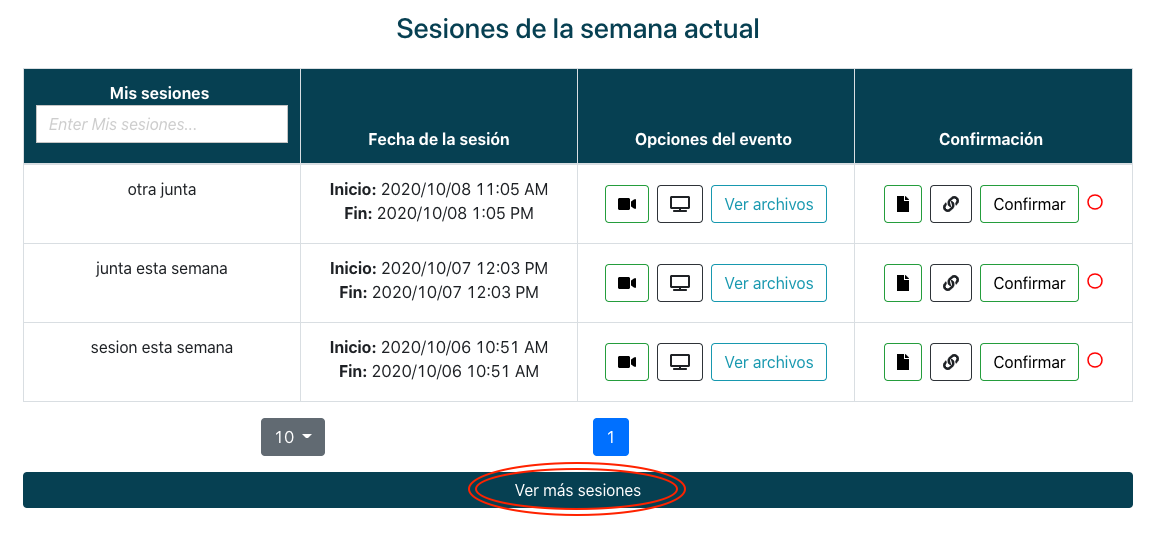 Sesiones de la semana actual
Mis sesiones
Enter Mis sesiones...
Fecha de la sesión
Opciones del evento
Confirmación
otra junta
Inicio: 2020/10/08 11:05 AM
Fin: 2020/10/08 1:05 PM
Ver archivos
Confirmar
junta esta semana
Inicio: 2020/10/07 12:03 PM
Fin: 2020/10/07 12:03 PM
Ver archivos
Confirmar
sesion esta semana
Inicio: 2020/10/06 10:51 AM
Fin: 2020/10/06 10:51 AM
Ver archivos
Confirmar
10
1
Ver más sesiones